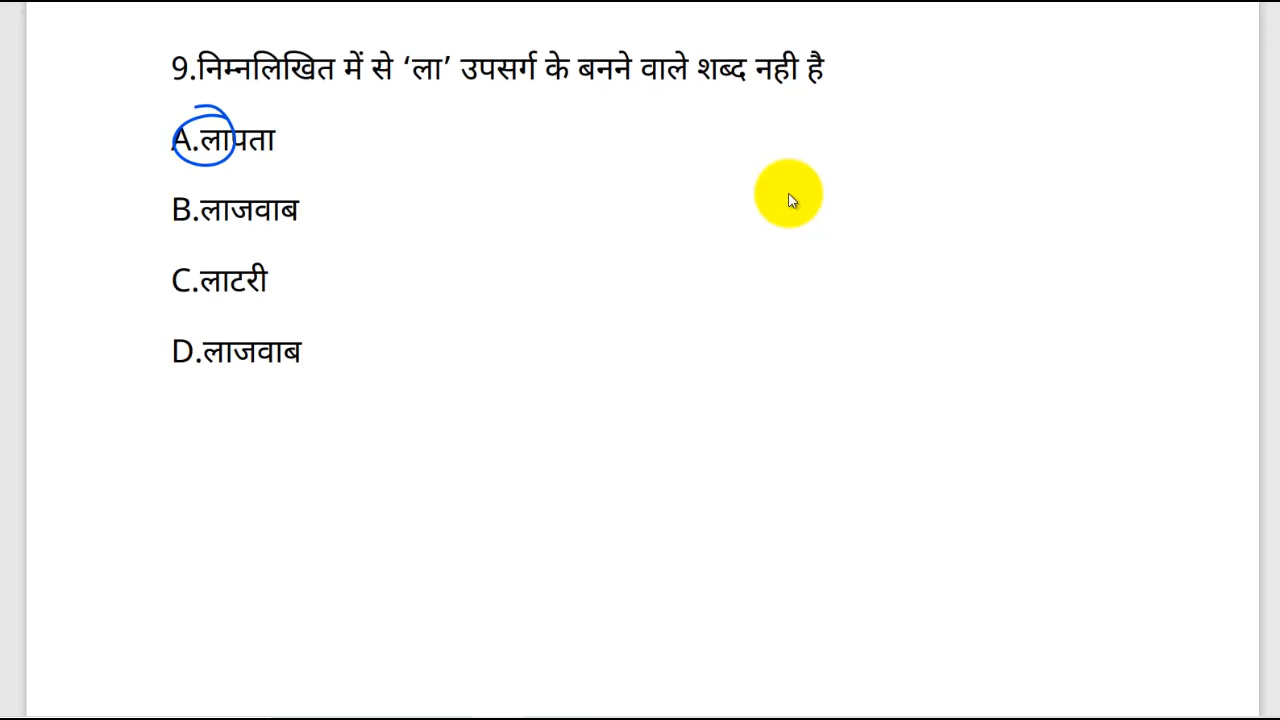 9.निम्नलिखित में से ‘ला’ उपसर्ग के बनने वाले शब्द नही है
A.लापता
B.लाजवाब
C.लाटरी
D.लाजवाब